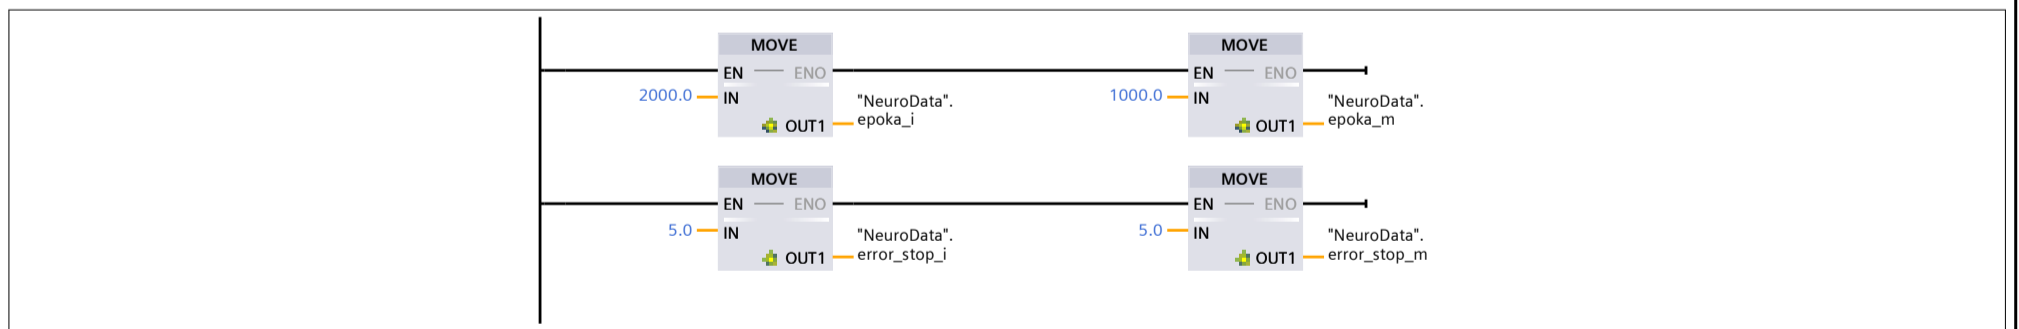 MOVE
MOVE
EN ENO
EN ENO
2000.0 IN
1000.0 IN
"NeuroData".
epoka_i
"NeuroData".
epoka_m
OUT1
OUT1
MOVE
MOVE
EN ENO
EN ENO
5.0 IN
5.0 IN
"NeuroData".
error_stop_i
"NeuroData".
error_stop_m
OUT1
OUT1